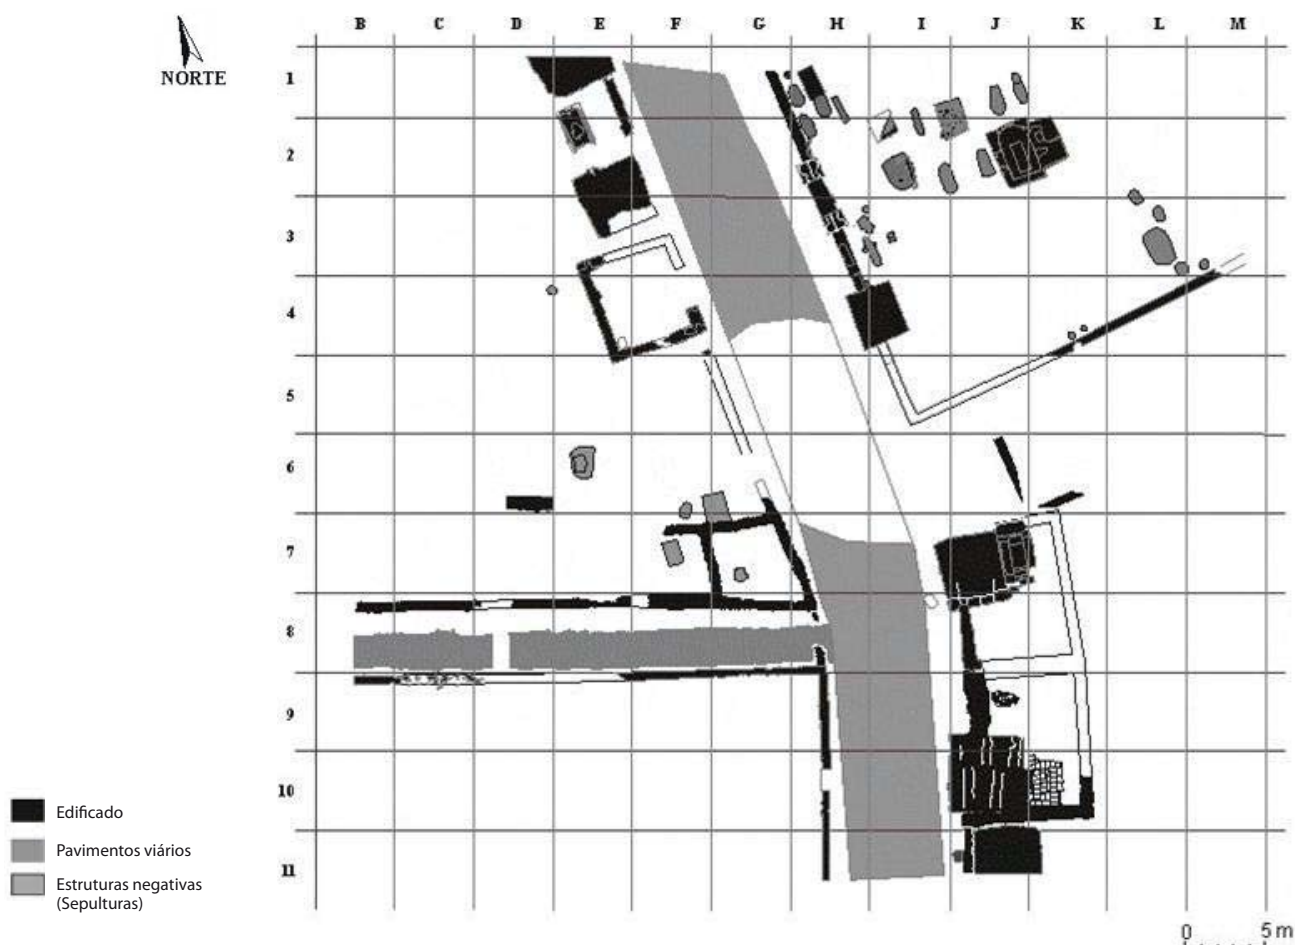 B C D E F G H I J K L M
NORTE
1
2
3
4
5
6
7
8
9
10
11
Edificado
Pavimentos viários
Estruturas negativas
(Sepulturas)
0 5 m